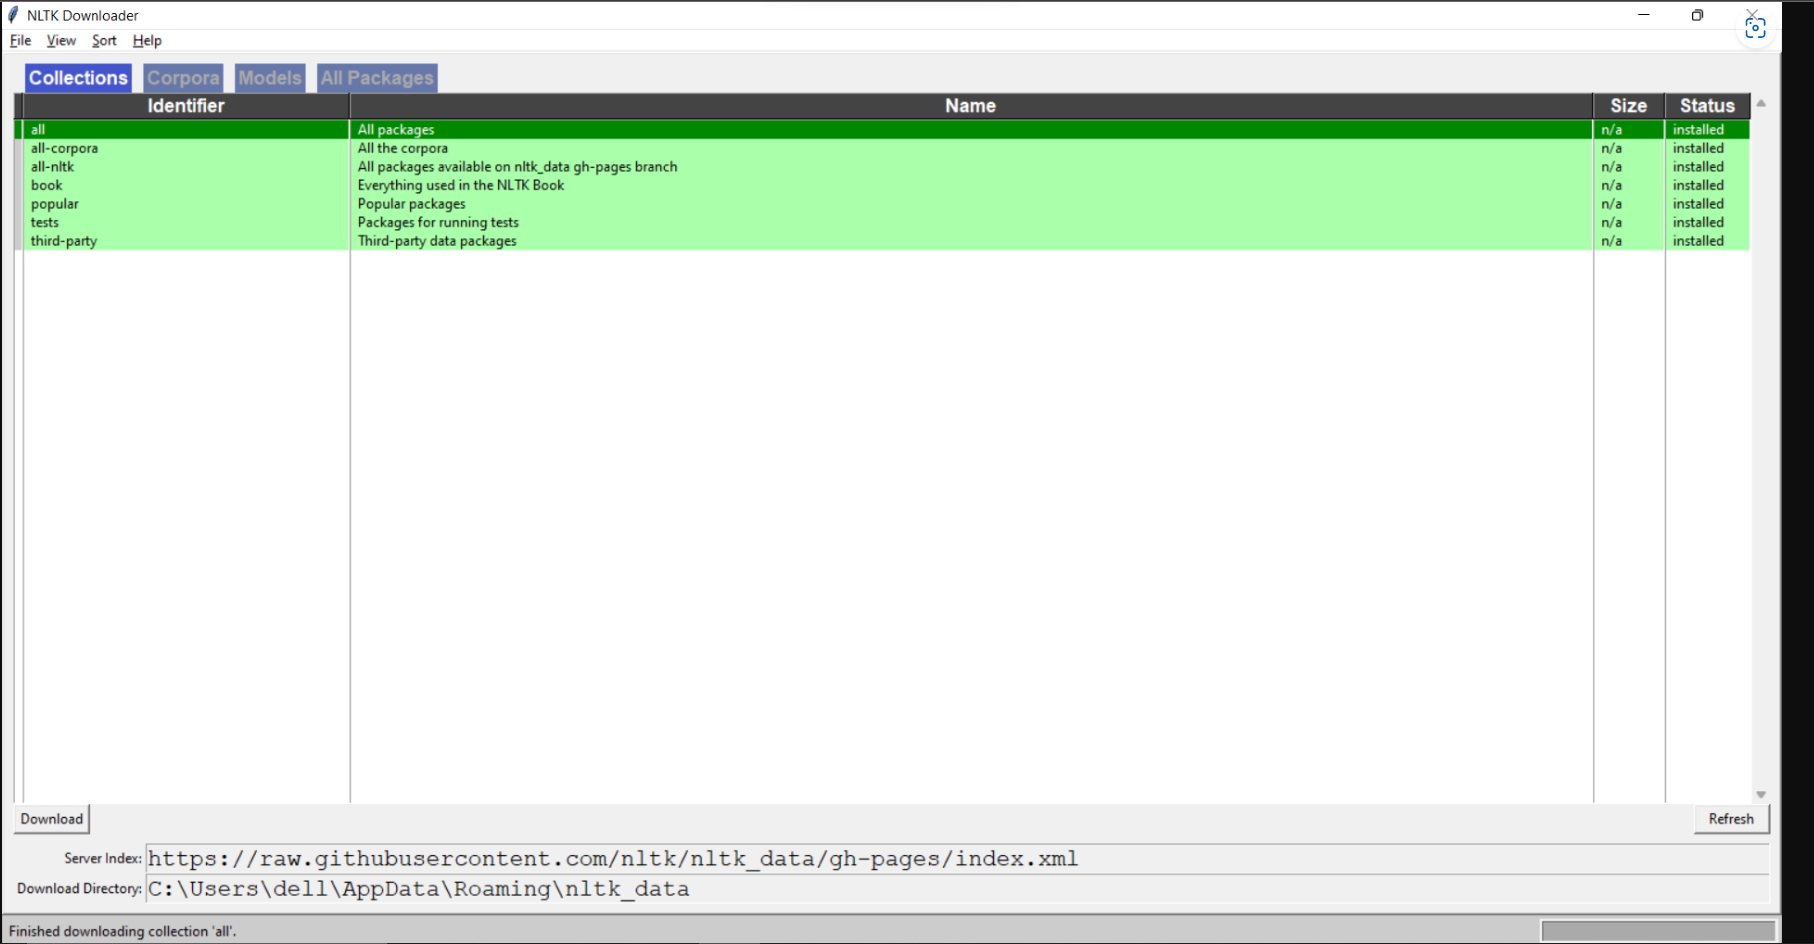 NLTK Downloader
File View Sort Help
Collections Corpora Models All Packages
Identifier Name Size Status
all All packages n/a installed
all-corpora All the corpora n/a installed
all-nltk All packages available on nltk_data gh-pages branch n/a installed
book Everything used in the NLTK Book n/a installed
popular Popular packages n/a installed
tests Packages for running tests n/a installed
third-party Third-party data packages n/a installed
Download Refresh
Server Index: https://raw.githubusercontent.com/nltk/nltk_data/gh-pages/index.xml
Download Directory: C:\Users\dell\AppData\Roaming\nltk_data
Finished downloading collection 'all'.